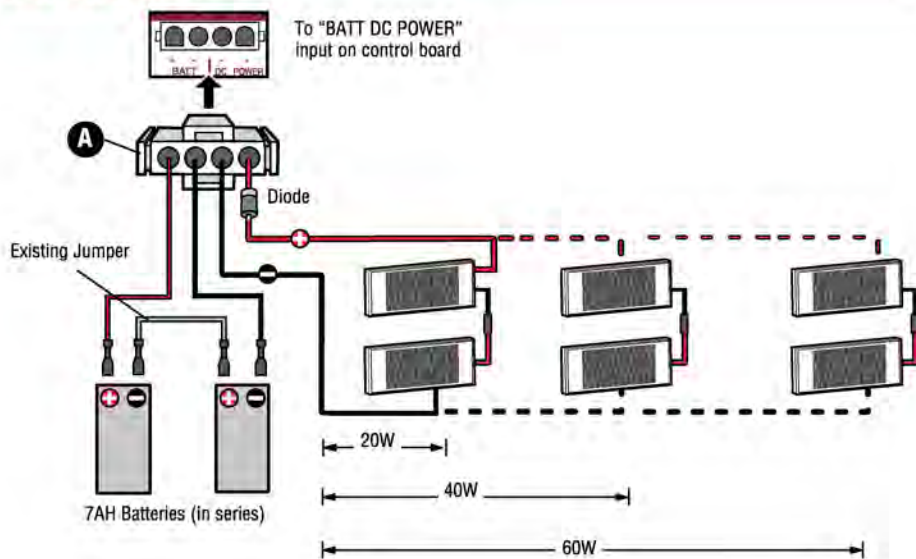 To "BATT DC POWER"
input on control board
+ - | - +
BATT DC POWER
A
Diode
+
Existing Jumper
-
+ - + -
20W
40W
7AH Batteries (in series)
60W